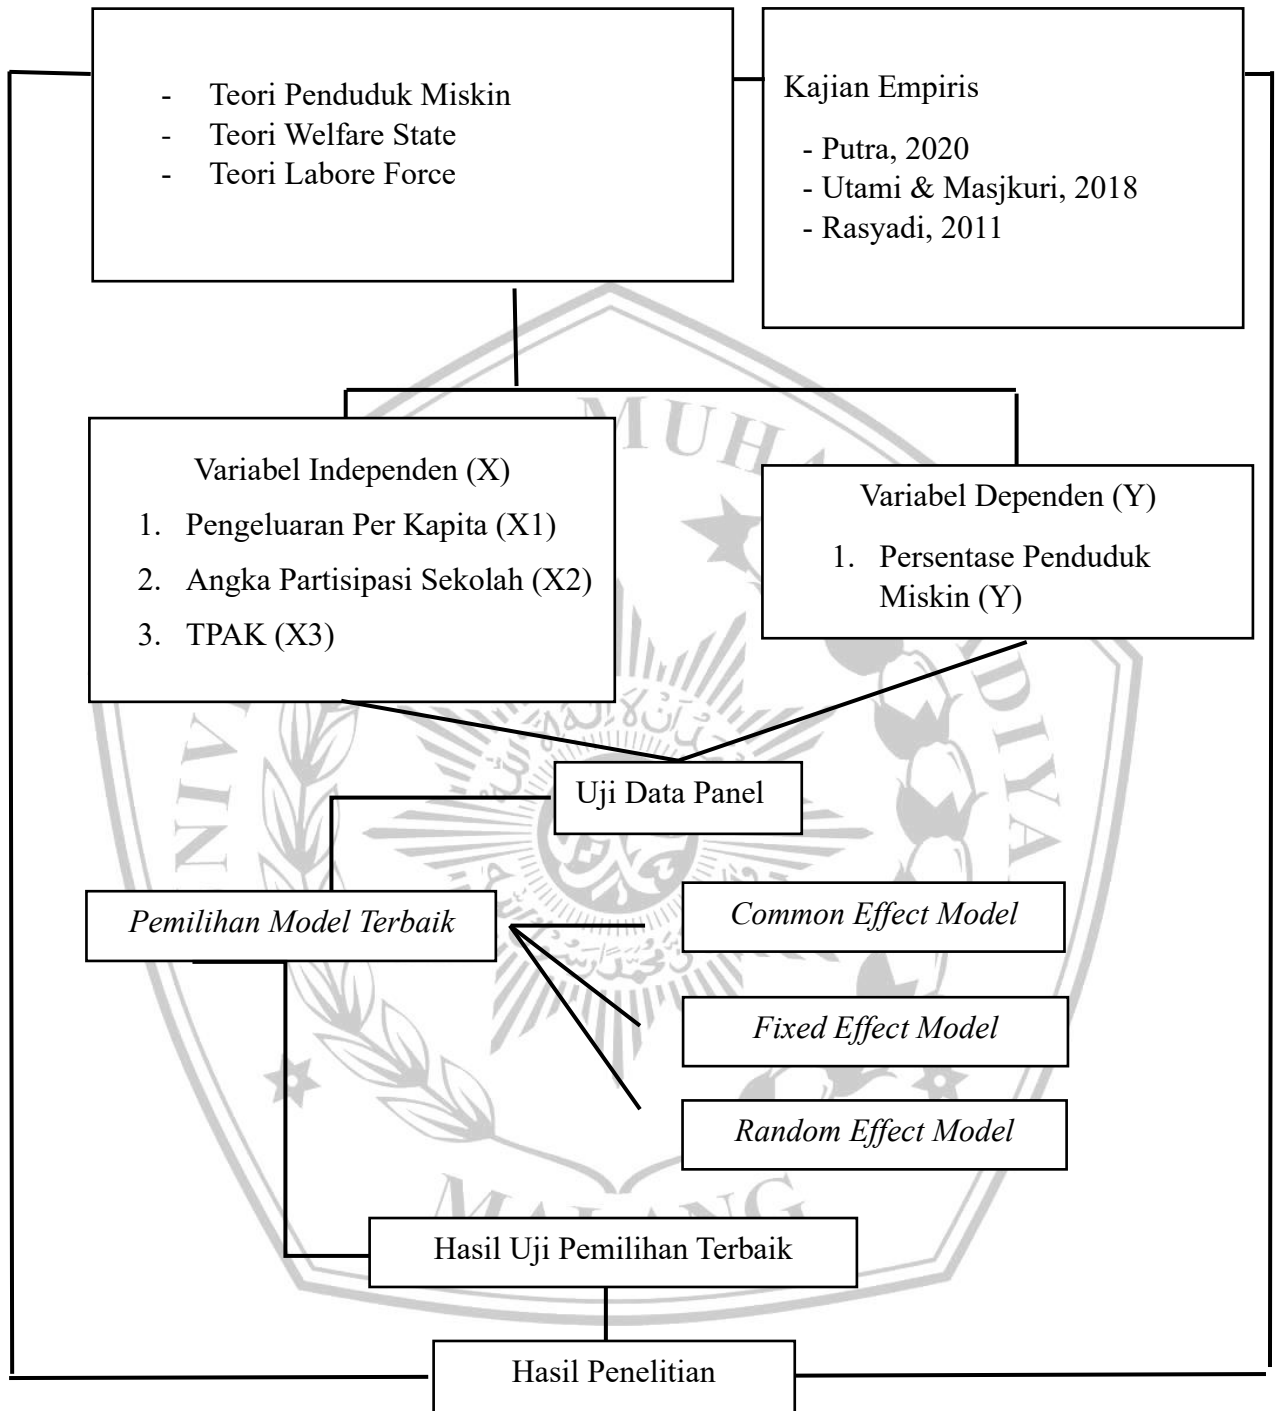 - Teori Penduduk Miskin
- Teori Welfare State
- Teori Labore Force
Kajian Empiris
- Putra, 2020
- Utami & Masjkuri, 2018
- Rasyadi, 2011
Variabel Independen (X)
1. Pengeluaran Per Kapita (X1)
2. Angka Partisipasi Sekolah (X2)
3. TPAK (X3)
Variabel Dependen (Y)
1. Persentase Penduduk
Miskin (Y)
Uji Data Panel
Pemilihan Model Terbaik
Common Effect Model
Fixed Effect Model
Random Effect Model
Hasil Uji Pemilihan Terbaik
Hasil Penelitian
MALANG